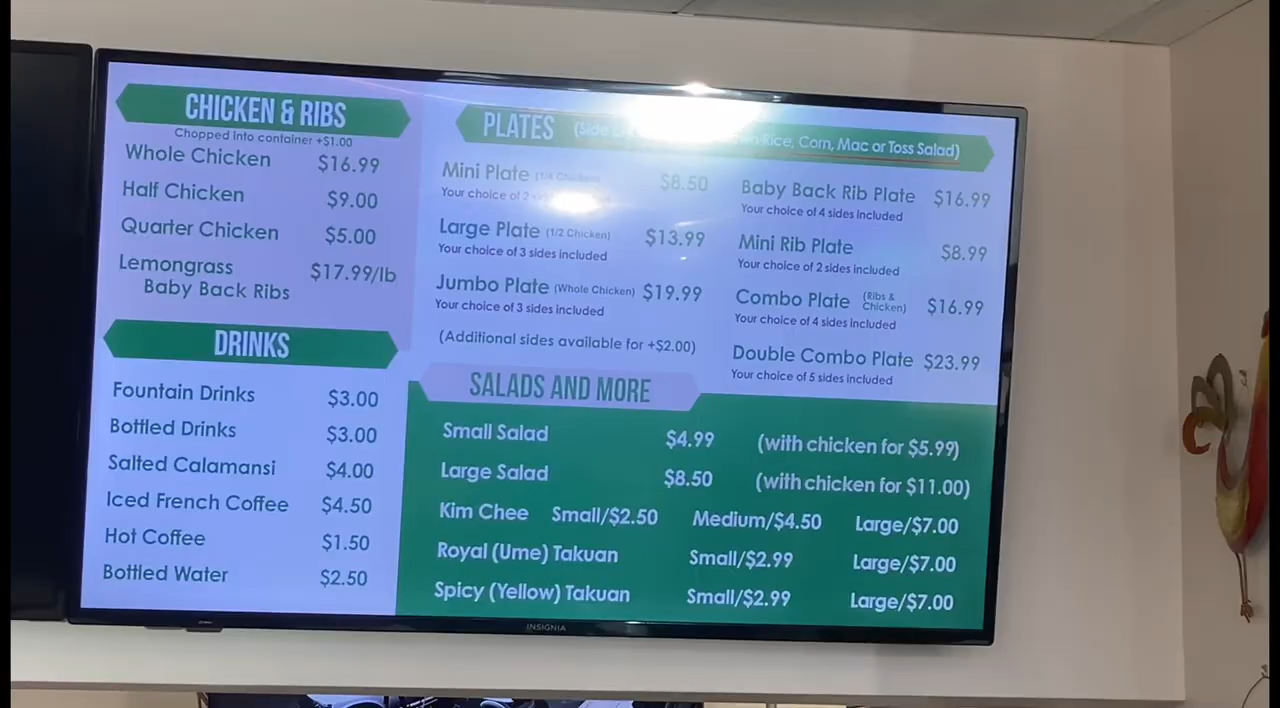 CHICKEN & RIBS
Chopped into container +$1.00
Whole Chicken $16.99
Half Chicken $9.00
Quarter Chicken $5.00
Lemongrass $17.99/lb
Baby Back Ribs
DRINKS
Fountain Drinks $3.00
Bottled Drinks $3.00
Salted Calamansi $4.00
Iced French Coffee $4.50
Hot Coffee $1.50
Bottled Water $2.50
PLATES (Side Rice, Corn, Mac or Toss Salad)
Mini Plate (1/4 Chicken) $8.50
Your choice of 2
Large Plate (1/2 Chicken) $13.99
Your choice of 3 sides included
Jumbo Plate (Whole Chicken) $19.99
Your choice of 3 sides included
(Additional sides available for +$2.00)
Baby Back Rib Plate $16.99
Your choice of 4 sides included
Mini Rib Plate $8.99
Your choice of 2 sides included
Combo Plate (Ribs & Chicken) $16.99
Your choice of 4 sides included
Double Combo Plate $23.99
Your choice of 5 sides included
SALADS AND MORE
Small Salad $4.99 (with chicken for $5.99)
Large Salad $8.50 (with chicken for $11.00)
Kim Chee Small/$2.50 Medium/$4.50 Large/$7.00
Royal (Ume) Takuan Small/$2.99 Large/$7.00
Spicy (Yellow) Takuan Small/$2.99 Large/$7.00
INSIGNIA